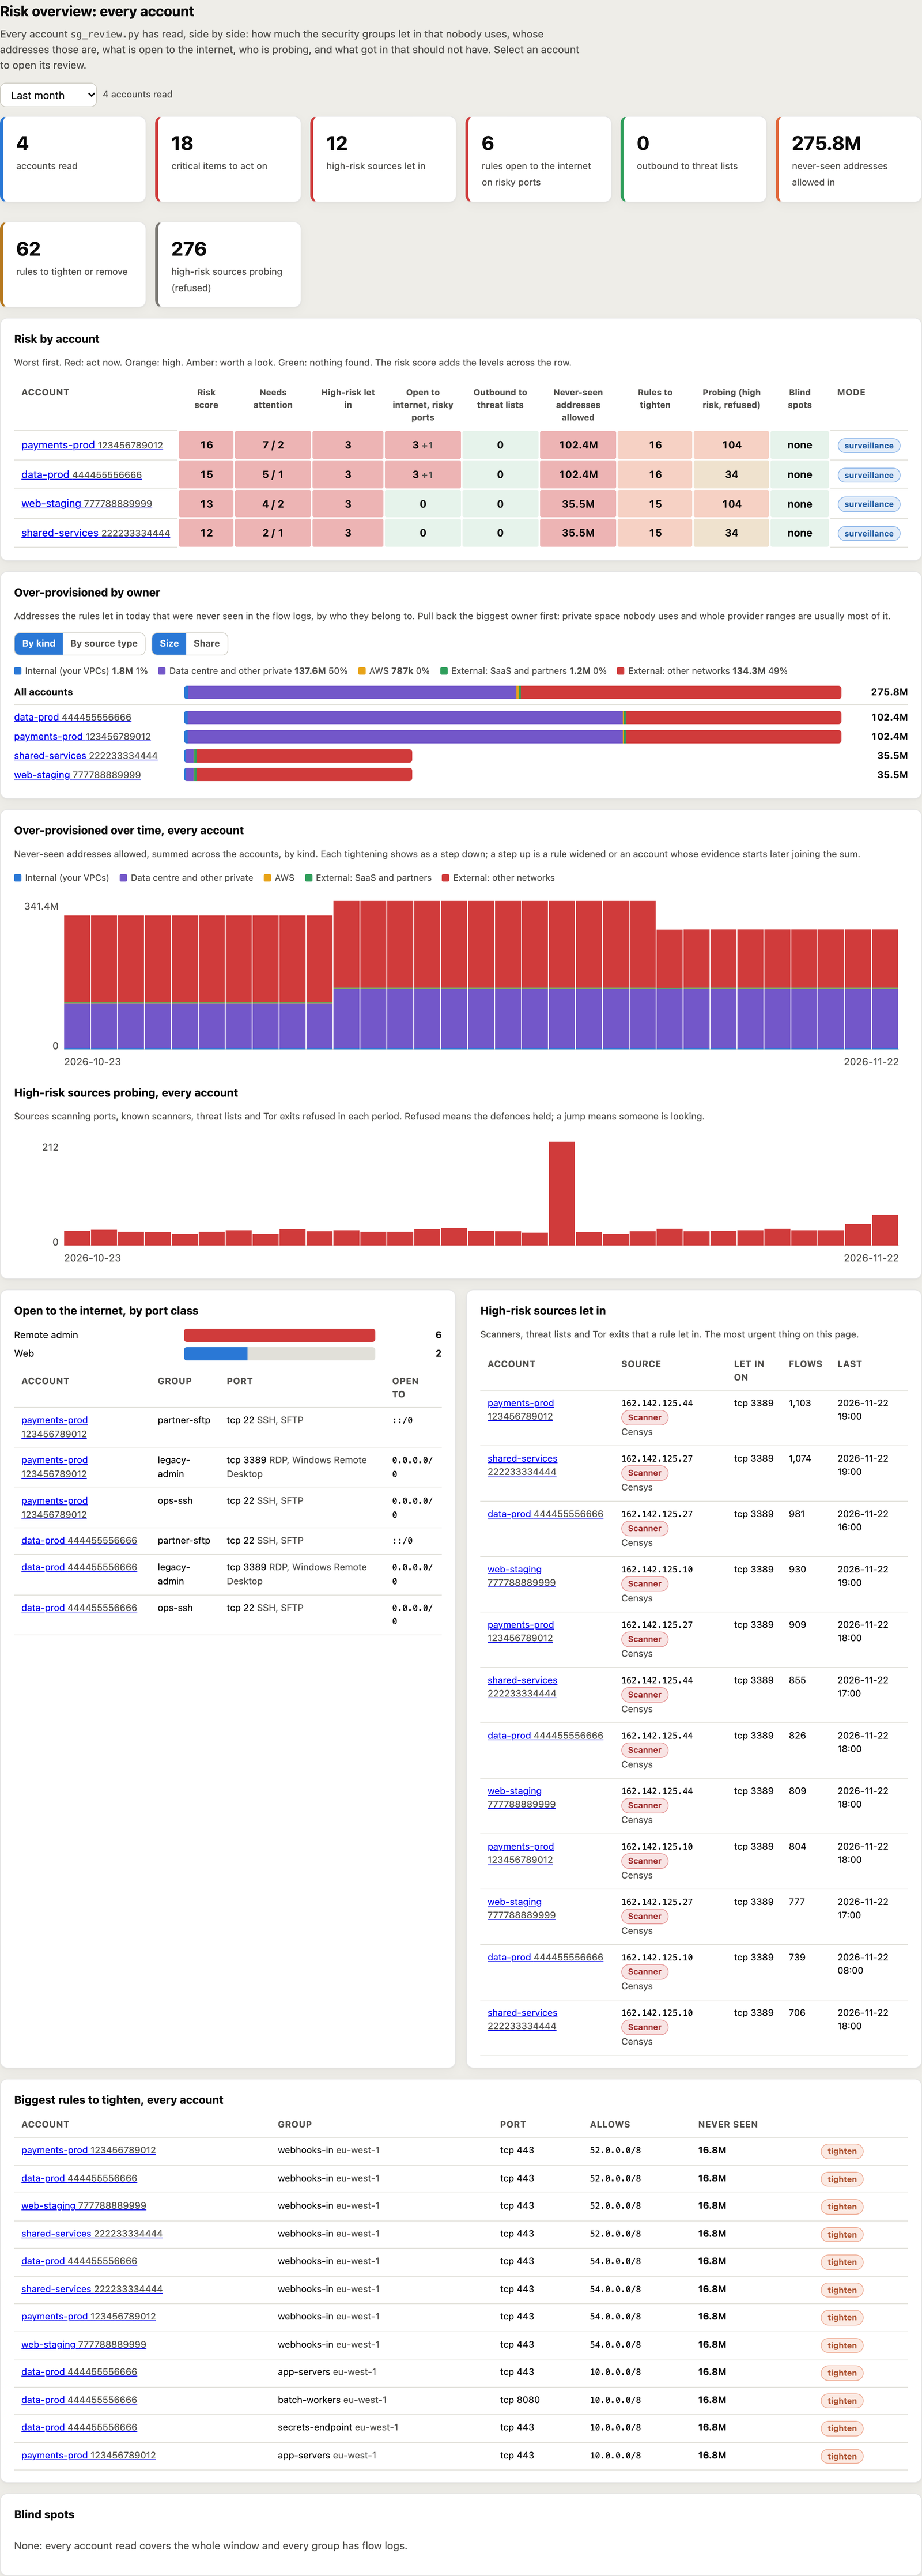 Risk overview: every account
Every account sg_review.py has read, side by side: how much the security groups let in that nobody uses, whose
addresses those are, what is open to the internet, who is probing, and what got in that should not have. Select an account
to open its review.
Last month
4 accounts read
4
accounts read
18
critical items to act on
12
high-risk sources let in
6
rules open to the internet
on risky ports
0
outbound to threat lists
275.8M
never-seen addresses
allowed in
62
rules to tighten or remove
276
high-risk sources probing
(refused)
Risk by account
Worst first. Red: act now. Orange: high. Amber: worth a look. Green: nothing found. The risk score adds the levels across the row.
ACCOUNT Risk score Needs attention High-risk let in Open to internet, risky ports Outbound to threat lists Never-seen addresses allowed Rules to tighten Probing (high risk, refused) Blind spots MODE
payments-prod 123456789012 16 7 / 2 3 3 +1 0 102.4M 16 104 none surveillance
data-prod 444455556666 15 5 / 1 3 3 +1 0 102.4M 16 34 none surveillance
web-staging 777788889999 13 4 / 2 3 0 0 35.5M 15 104 none surveillance
shared-services 222233334444 12 2 / 1 3 0 0 35.5M 15 34 none surveillance
Over-provisioned by owner
Addresses the rules let in today that were never seen in the flow logs, by who they belong to. Pull back the biggest owner first: private space nobody uses and whole provider ranges are usually most of it.
By kind By source type Size Share
Internal (your VPCs) 1.8M 1% Data centre and other private 137.6M 50% AWS 787k 0% External: SaaS and partners 1.2M 0% External: other networks 134.3M 49%
All accounts 275.8M
data-prod 444455556666 102.4M
payments-prod 123456789012 102.4M
shared-services 222233334444 35.5M
web-staging 777788889999 35.5M
Over-provisioned over time, every account
Never-seen addresses allowed, summed across the accounts, by kind. Each tightening shows as a step down; a step up is a rule widened or an account whose evidence starts later joining the sum.
Internal (your VPCs) Data centre and other private AWS External: SaaS and partners External: other networks
341.4M
0
2026-10-23 2026-11-22
High-risk sources probing, every account
Sources scanning ports, known scanners, threat lists and Tor exits refused in each period. Refused means the defences held; a jump means someone is looking.
212
0
2026-10-23 2026-11-22
Open to the internet, by port class
Remote admin 6
Web 2
ACCOUNT GROUP PORT OPEN TO
payments-prod 123456789012 partner-sftp tcp 22 SSH, SFTP ::/0
payments-prod 123456789012 legacy-admin tcp 3389 RDP, Windows Remote Desktop 0.0.0.0/0
payments-prod 123456789012 ops-ssh tcp 22 SSH, SFTP 0.0.0.0/0
data-prod 444455556666 partner-sftp tcp 22 SSH, SFTP ::/0
data-prod 444455556666 legacy-admin tcp 3389 RDP, Windows Remote Desktop 0.0.0.0/0
data-prod 444455556666 ops-ssh tcp 22 SSH, SFTP 0.0.0.0/0
High-risk sources let in
Scanners, threat lists and Tor exits that a rule let in. The most urgent thing on this page.
ACCOUNT SOURCE LET IN ON FLOWS LAST
payments-prod 123456789012 162.142.125.44 Scanner Censys tcp 3389 1,103 2026-11-22 19:00
shared-services 222233334444 162.142.125.27 Scanner Censys tcp 3389 1,074 2026-11-22 19:00
data-prod 444455556666 162.142.125.27 Scanner Censys tcp 3389 981 2026-11-22 16:00
web-staging 777788889999 162.142.125.10 Scanner Censys tcp 3389 930 2026-11-22 19:00
payments-prod 123456789012 162.142.125.27 Scanner Censys tcp 3389 909 2026-11-22 18:00
shared-services 222233334444 162.142.125.44 Scanner Censys tcp 3389 855 2026-11-22 17:00
data-prod 444455556666 162.142.125.44 Scanner Censys tcp 3389 826 2026-11-22 18:00
web-staging 777788889999 162.142.125.44 Scanner Censys tcp 3389 809 2026-11-22 18:00
payments-prod 123456789012 162.142.125.10 Scanner Censys tcp 3389 804 2026-11-22 18:00
web-staging 777788889999 162.142.125.27 Scanner Censys tcp 3389 777 2026-11-22 17:00
data-prod 444455556666 162.142.125.10 Scanner Censys tcp 3389 739 2026-11-22 08:00
shared-services 222233334444 162.142.125.10 Scanner Censys tcp 3389 706 2026-11-22 18:00
Biggest rules to tighten, every account
ACCOUNT GROUP PORT ALLOWS NEVER SEEN
payments-prod 123456789012 webhooks-in eu-west-1 tcp 443 52.0.0.0/8 16.8M tighten
data-prod 444455556666 webhooks-in eu-west-1 tcp 443 52.0.0.0/8 16.8M tighten
web-staging 777788889999 webhooks-in eu-west-1 tcp 443 52.0.0.0/8 16.8M tighten
shared-services 222233334444 webhooks-in eu-west-1 tcp 443 52.0.0.0/8 16.8M tighten
data-prod 444455556666 webhooks-in eu-west-1 tcp 443 54.0.0.0/8 16.8M tighten
shared-services 222233334444 webhooks-in eu-west-1 tcp 443 54.0.0.0/8 16.8M tighten
payments-prod 123456789012 webhooks-in eu-west-1 tcp 443 54.0.0.0/8 16.8M tighten
web-staging 777788889999 webhooks-in eu-west-1 tcp 443 54.0.0.0/8 16.8M tighten
data-prod 444455556666 app-servers eu-west-1 tcp 443 10.0.0.0/8 16.8M tighten
data-prod 444455556666 batch-workers eu-west-1 tcp 8080 10.0.0.0/8 16.8M tighten
data-prod 444455556666 secrets-endpoint eu-west-1 tcp 443 10.0.0.0/8 16.8M tighten
payments-prod 123456789012 app-servers eu-west-1 tcp 443 10.0.0.0/8 16.8M tighten
Blind spots
None: every account read covers the whole window and every group has flow logs.